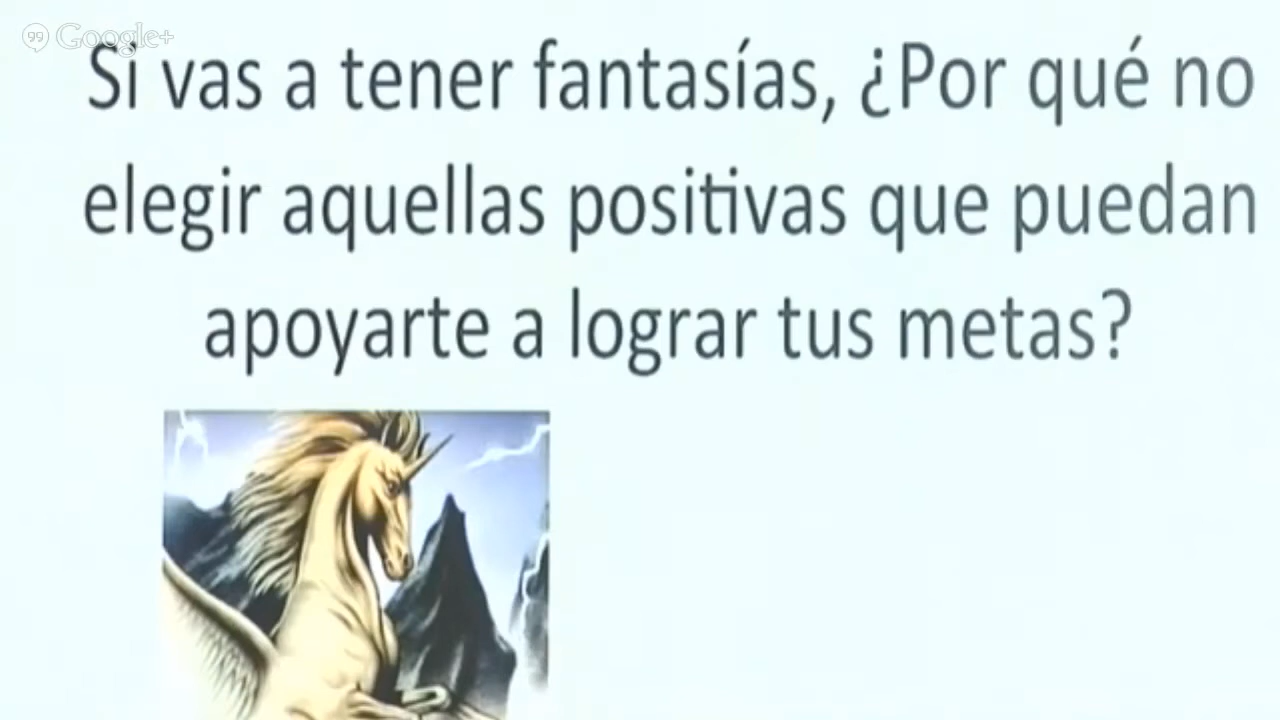 Google+
Si vas a tener fantasías, ¿Por qué no
elegir aquellas positivas que puedan
apoyarte a lograr tus metas?